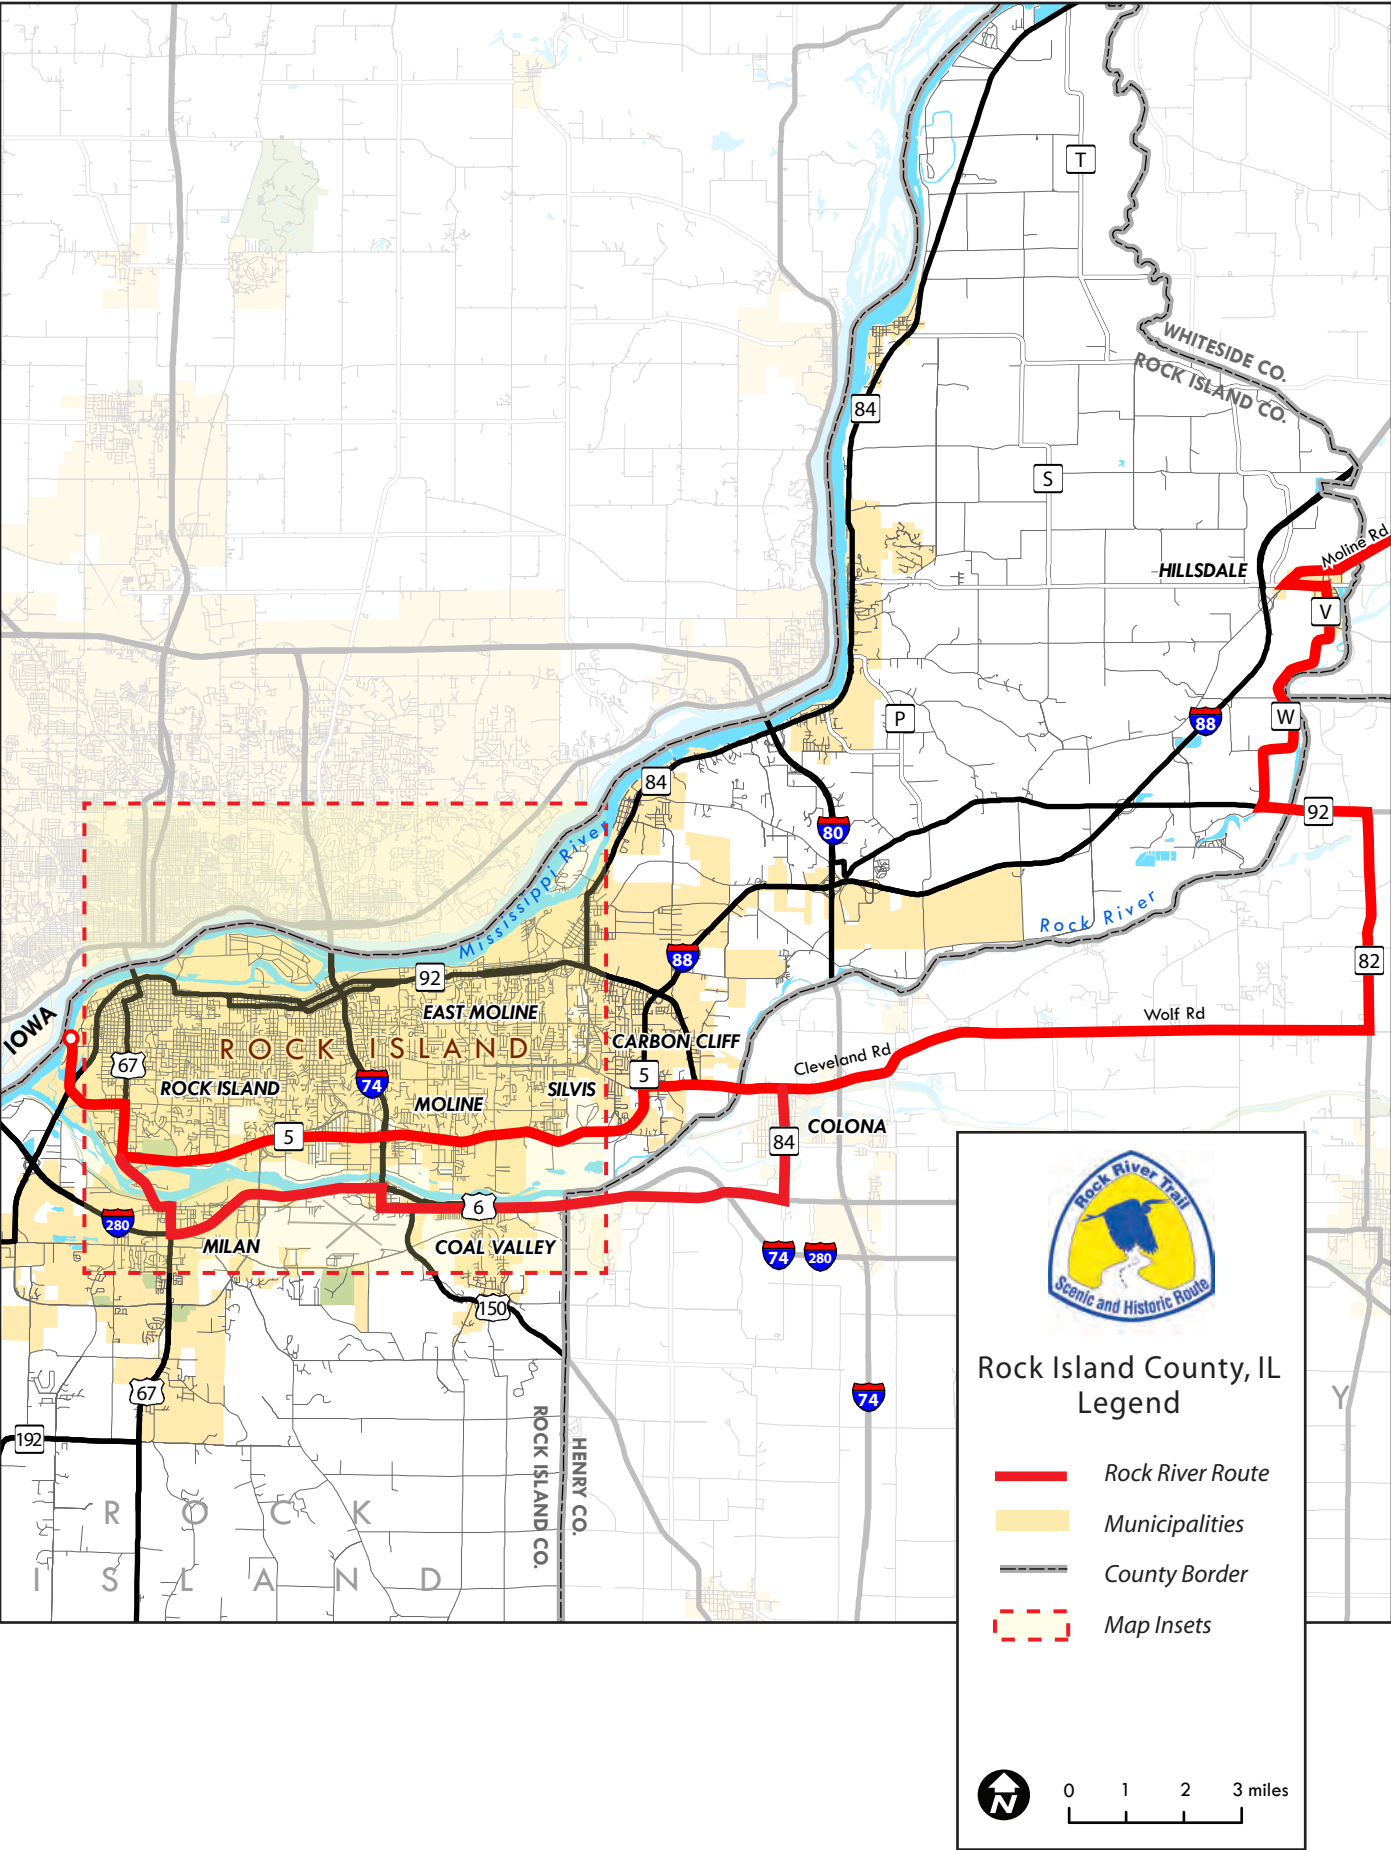 T
WHITESIDE CO.
ROCK ISLAND CO.
84
S
Moline Rd
HILLSDALE
V
P
W
88
84
80
92
Mississippi River
Rock River
88
82
92
IOWA
EAST MOLINE
Wolf Rd
CARBON CLIFF
ROCK ISLAND
Cleveland Rd
67
5
74
ROCK ISLAND
SILVIS
MOLINE
COLONA
5
84
6
280
MILAN
COAL VALLEY
74
280
150
67
74
192
ROCK ISLAND CO.
HENRY CO.
Y
R O C K
I S L A N D
Rock River Trail
Scenic and Historic Route
Rock Island County, IL
Legend
Rock River Route
Municipalities
County Border
Map Insets
N
0 1 2 3 miles